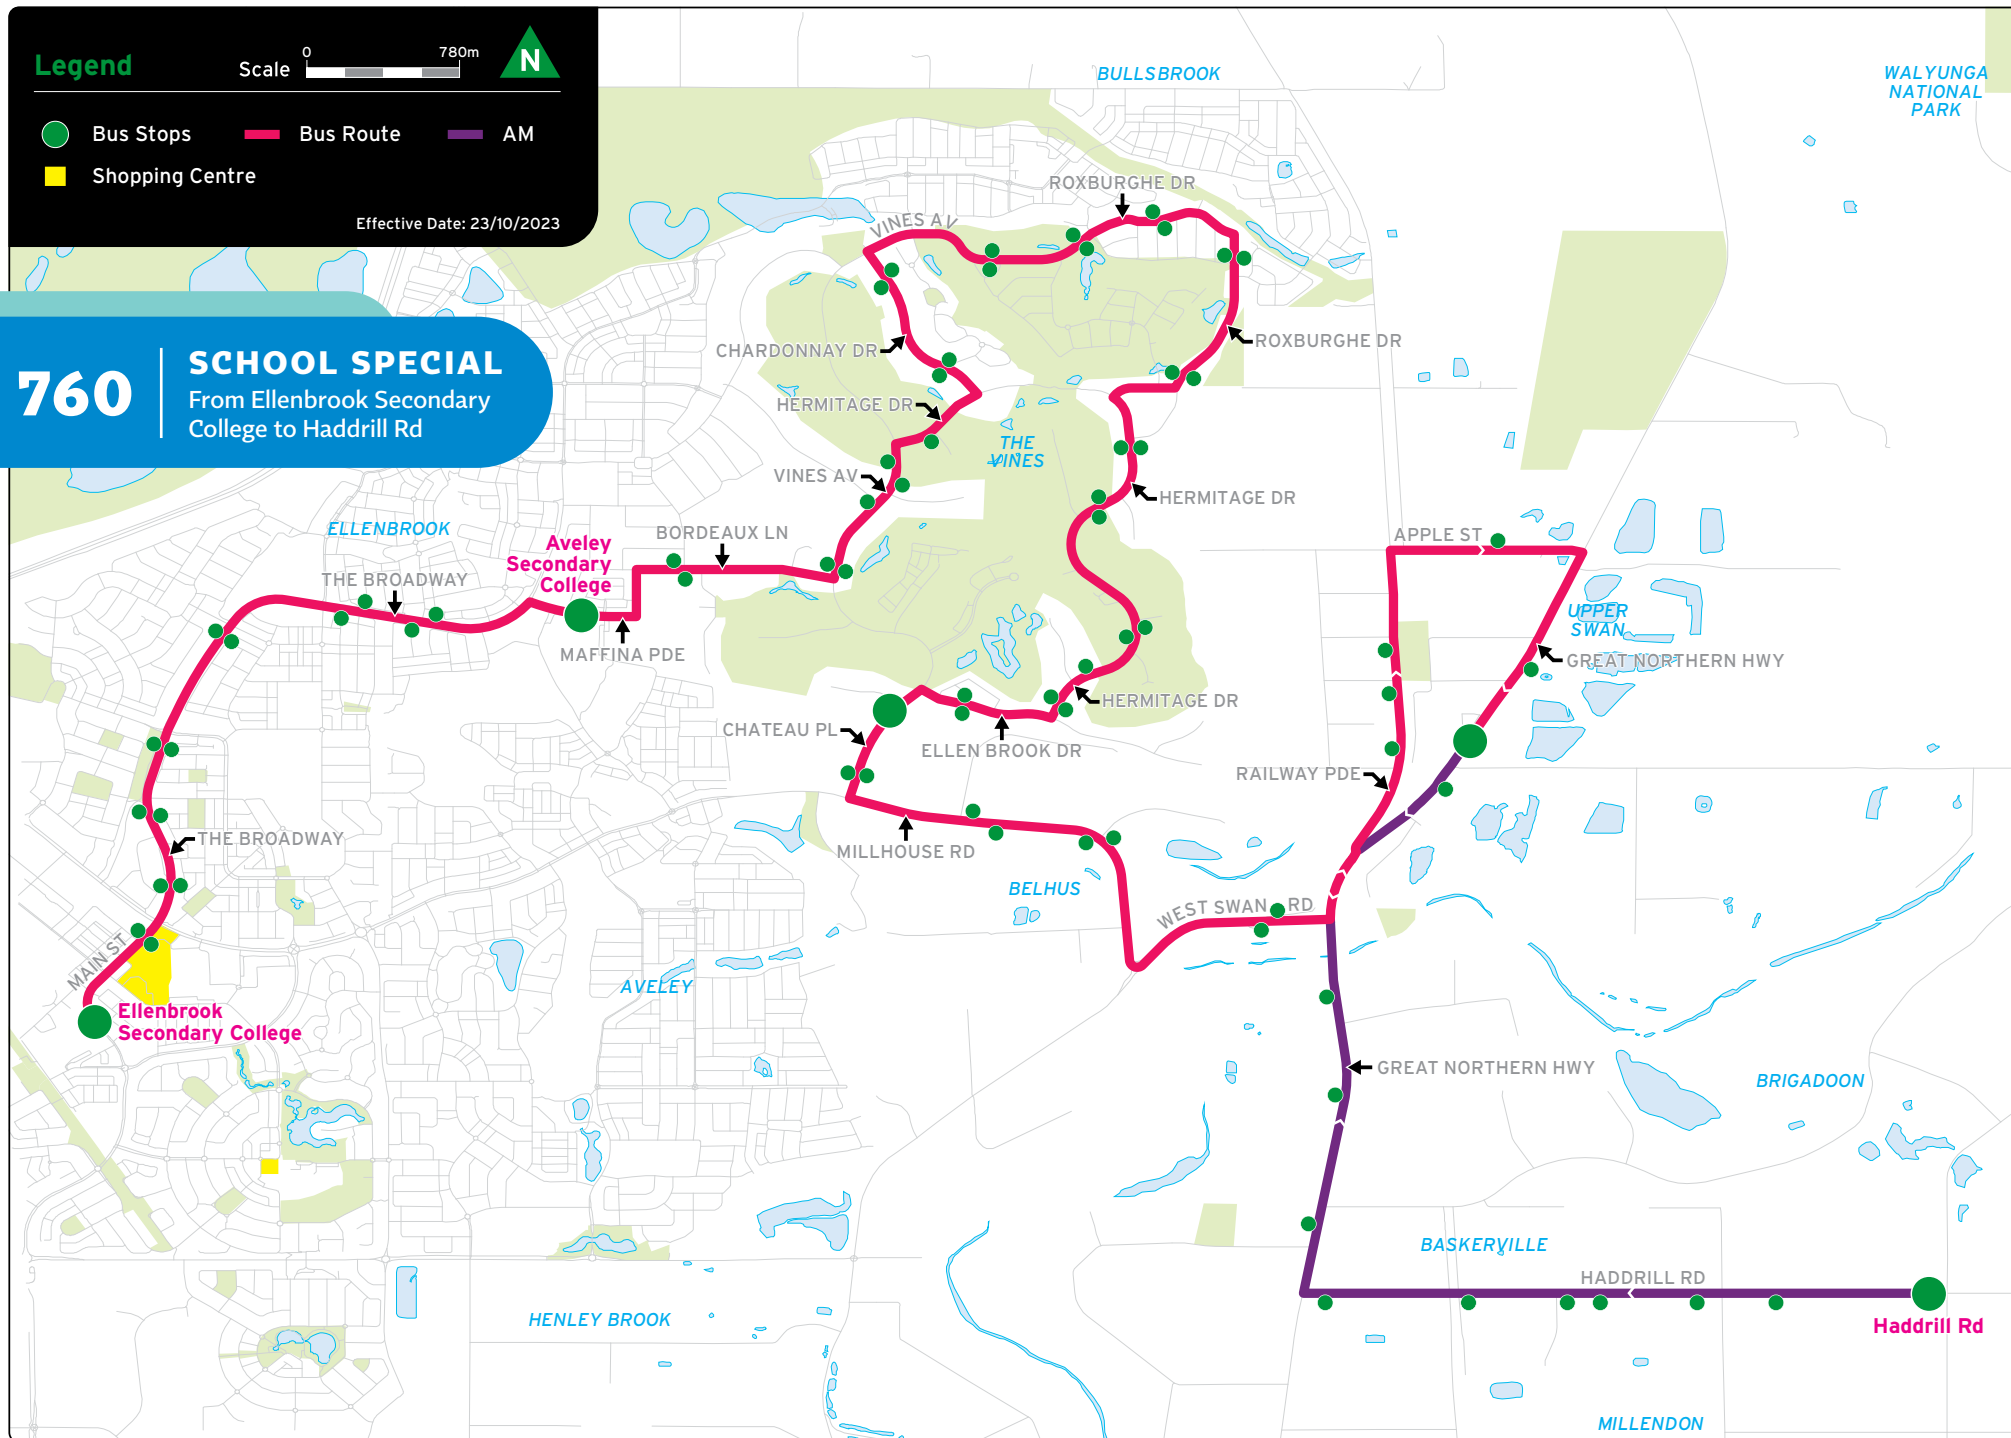 Legend
Scale
0
780m
N
Bus Stops
Bus Route
AM
Shopping Centre
Effective Date: 23/10/2023
760
SCHOOL SPECIAL
From Ellenbrook Secondary
College to Haddrill Rd
BULLSBROOK
WALYUNGA
NATIONAL
PARK
ROXBURGHE DR
VINES AV
CHARDONNAY DR
ROXBURGHE DR
HERMITAGE DR
THE
VINES
VINES AV
HERMITAGE DR
ELLENBROOK
BORDEAUX LN
APPLE ST
Aveley
Secondary
College
THE BROADWAY
UPPER
SWAN
MAFFINA PDE
GREAT NORTHERN HWY
HERMITAGE DR
CHATEAU PL
ELLEN BROOK DR
RAILWAY PDE
THE BROADWAY
MILLHOUSE RD
BELHUS
WEST SWAN RD
MAIN ST
AVELEY
Ellenbrook
Secondary College
GREAT NORTHERN HWY
BRIGADOON
BASKERVILLE
HADDRILL RD
HENLEY BROOK
Haddrill Rd
MILLENDON